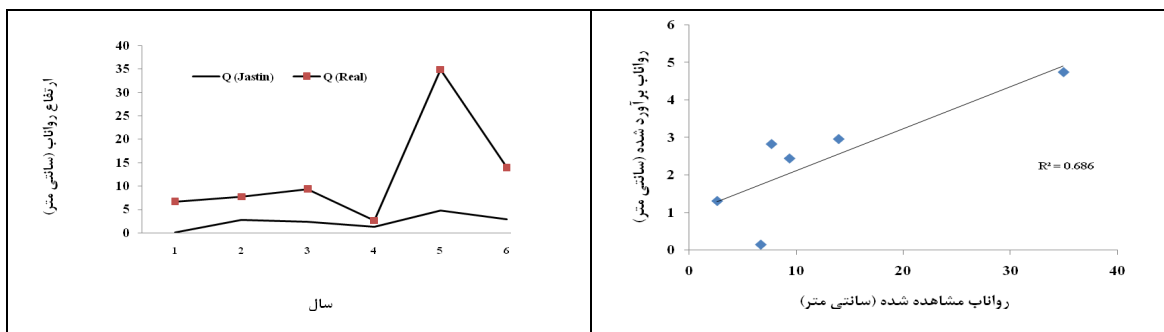 40
35
30
25
20
15
10
5
0
Q (Jastin) Q (Real)
ارتفاع رواناب (سانتی متر)
1 2 3 4 5 6
سال
6
5
4
3
2
1
0
رواناب برآورد شده (سانتی متر)
R² = 0.686
0 10 20 30 40
رواناب مشاهده شده (سانتی متر)